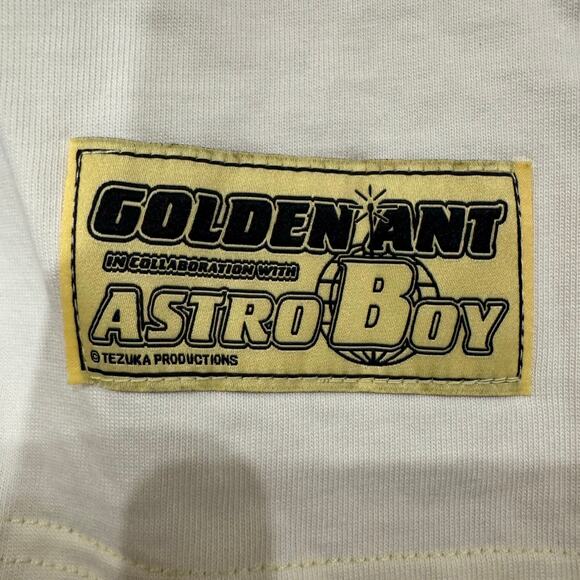 GOLDEN ANT
IN COLLABORATION WITH
ASTRO BOY
© TEZUKA PRODUCTIONS